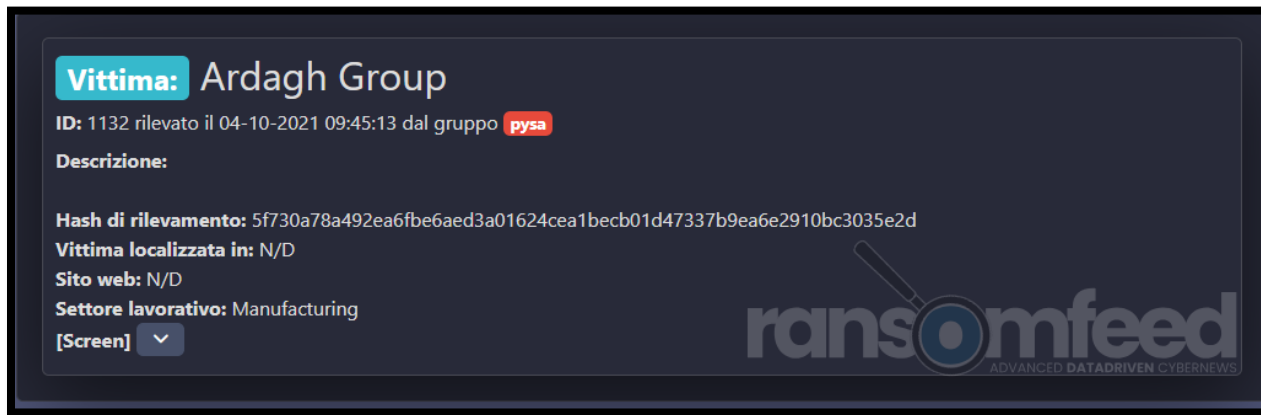 Vittima: Ardagh Group
ID: 1132 rilevato il 04-10-2021 09:45:13 dal gruppo pysa
Descrizione:
Hash di rilevamento: 5f730a78a492ea6fbe6aed3a01624cea1becb01d47337b9ea6e2910bc3035e2d
Vittima localizzata in: N/D
Sito web: N/D
Settore lavorativo: Manufacturing
[Screen]
ransomfeed
ADVANCED DATADRIVEN CYBERNEWS